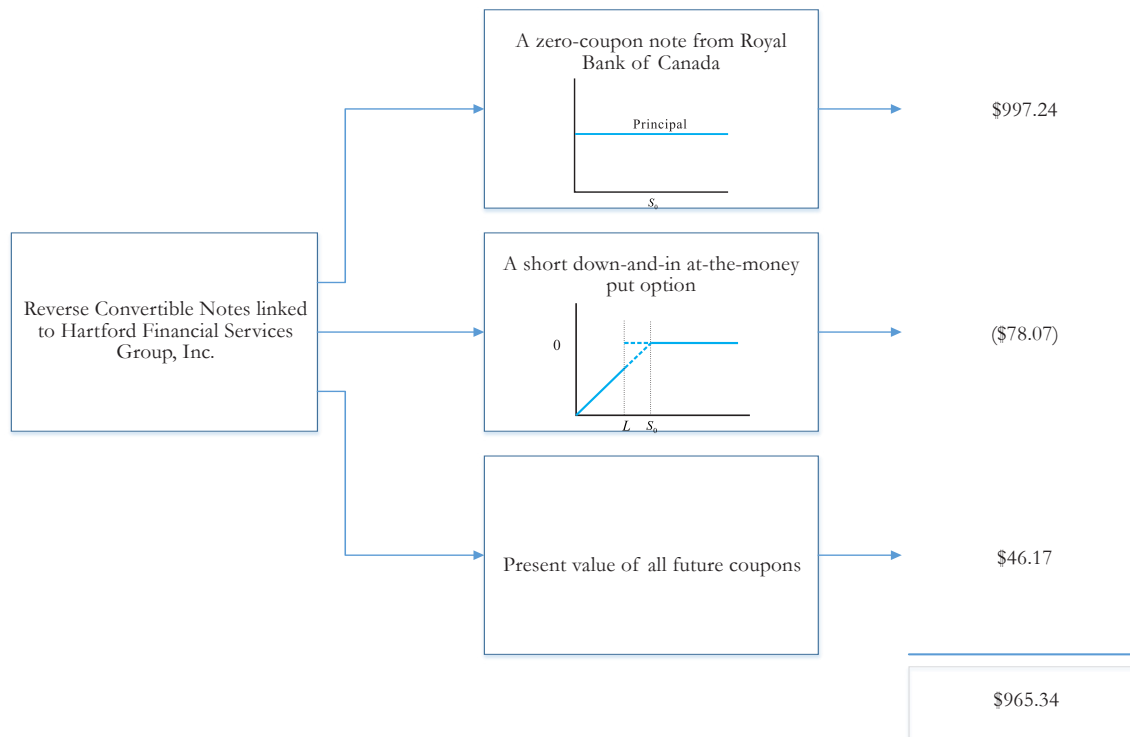 A zero-coupon note from Royal
Bank of Canada
Principal
S₀
$997.24
Reverse Convertible Notes linked
to Hartford Financial Services
Group, Inc.
A short down-and-in at-the-money
put option
0
L S₀
($78.07)
Present value of all future coupons
$46.17
$965.34